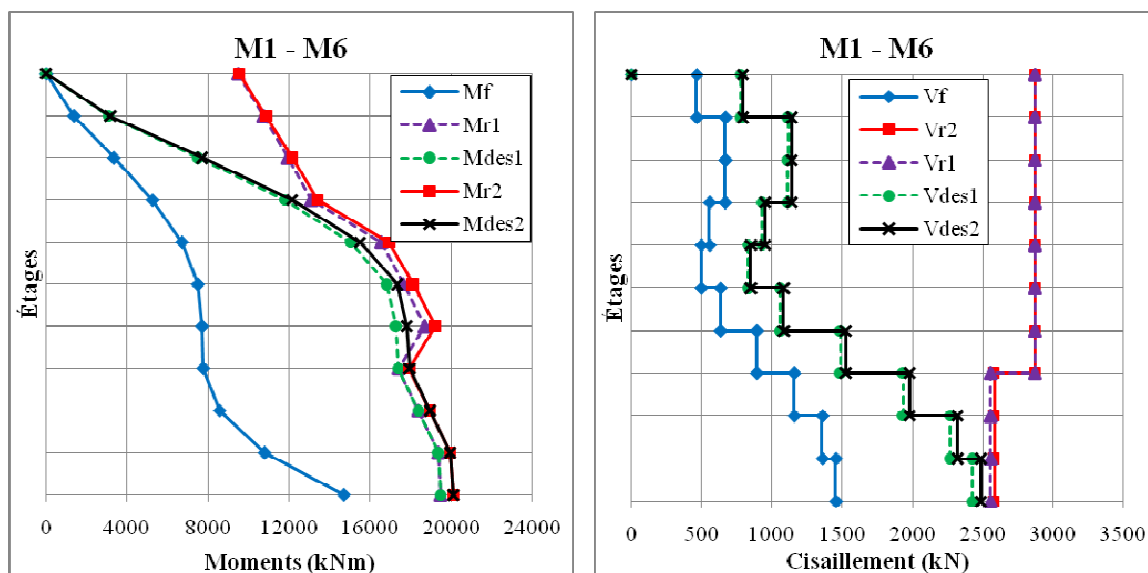 M1 - M6
Mf
Mr1
Mdes1
Mr2
Mdes2
Étages
0
4000
8000
12000
16000
20000
24000
Moments (kNm)
M1 - M6
Vf
Vr2
Vr1
Vdes1
Vdes2
Étages
0
500
1000
1500
2000
2500
3000
3500
Cisaillement (kN)